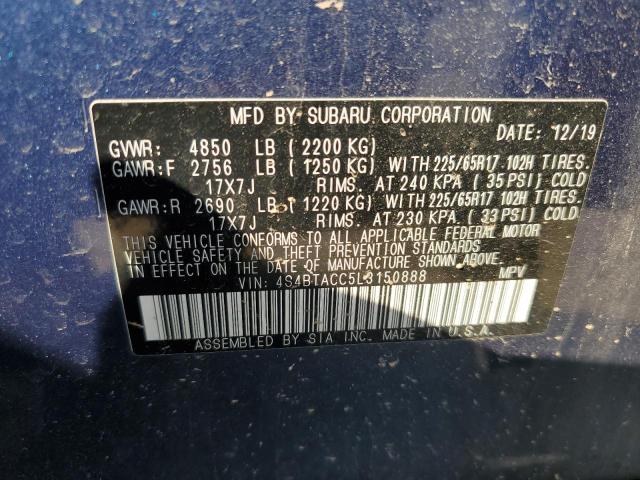 MFD BY SUBARU CORPORATION
DATE: 12/19
GVWR: 4850 LB ( 2200 KG)
GAWR:F 2756 LB ( 1250 KG) WITH 225/65R17 102H TIRES.
17X7J RIMS. AT 240 KPA ( 35 PSI) COLD
GAWR:R 2690 LB ( 1220 KG) WITH 225/65R17 102H TIRES.
17X7J RIMS. AT 230 KPA. ( 33 PSI) COLD
THIS VEHICLE CONFORMS TO ALL APPLICABLE FEDERAL MOTOR
VEHICLE SAFETY AND THEFT PREVENTION STANDARDS
IN EFFECT ON THE DATE OF MANUFACTURE SHOWN ABOVE.
VIN: 4S4BTACC5L3150888 MPV
ASSEMBLED BY SIA INC. MADE IN U.S.A.